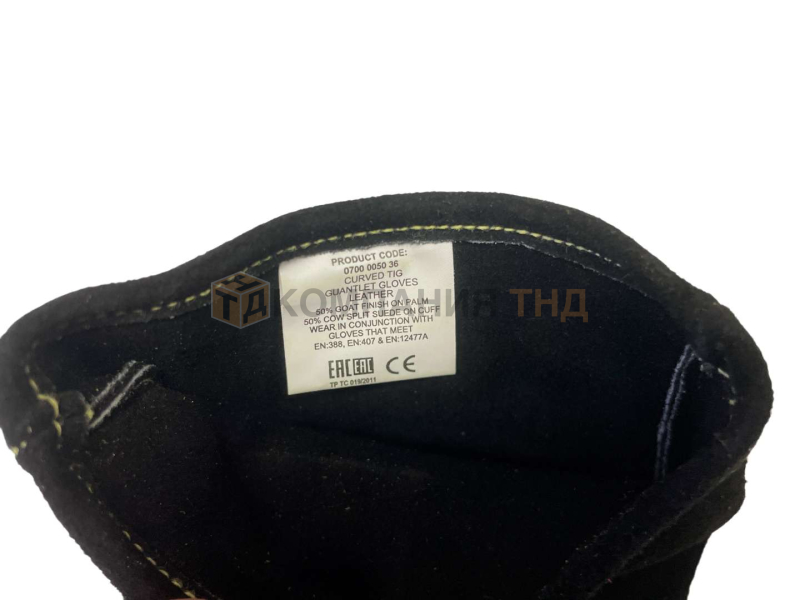 PRODUCT CODE:
0700 0050 36
CURVED TIG
GUANTLET GLOVES
LEATHER
50% GOAT FINISH ON PALM
50% COW SPLIT SUEDE ON CUFF
WEAR IN CONJUNCTION WITH
GLOVES THAT MEET
EN:388, EN:407 & EN:12477A
EAC EAC CE
TP TC 019/2011
ТНД КОМПАНИЯ ТНД